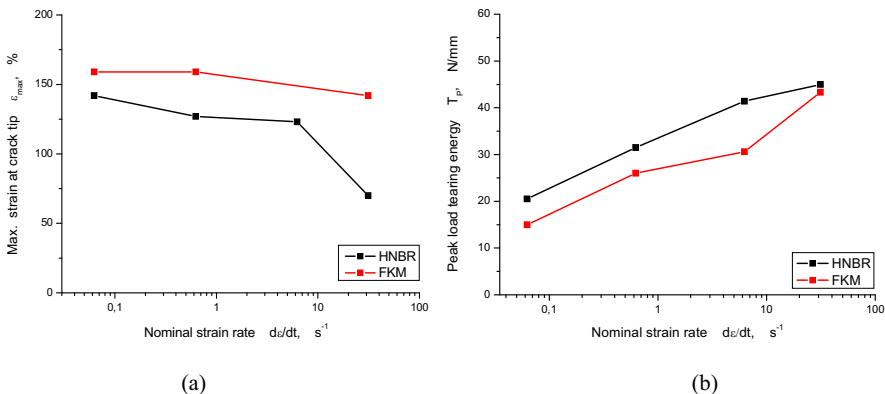 Max. strain at crack tip ε_max, %
200
150
100
50
0
0,1 1 10 100
Nominal strain rate dε/dt, s⁻¹
HNBR
FKM
(a)
Peak load tearing energy T_P, N/mm
60
50
40
30
20
10
0
0,1 1 10 100
Nominal strain rate dε/dt, s⁻¹
HNBR
FKM
(b)